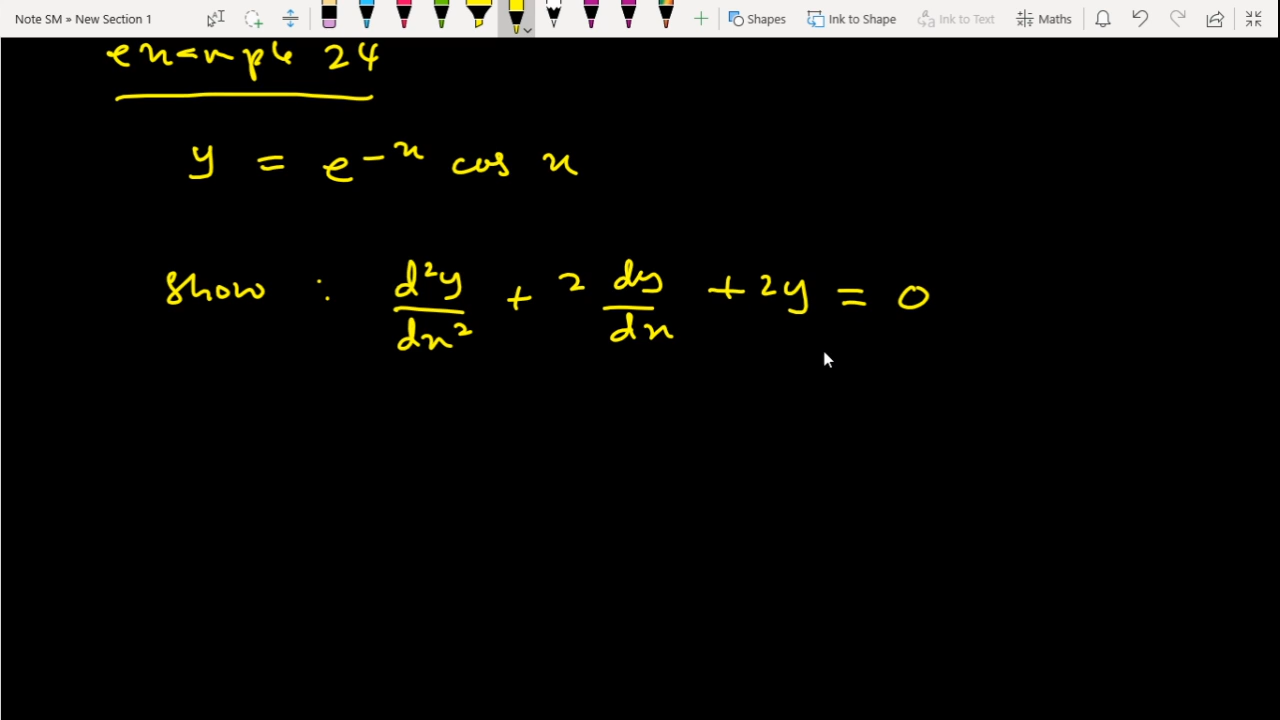 Note SM » New Section 1
Shapes Ink to Shape Ink to Text Maths
example 24
y = e^{-x} cos x
Show : d²y/dx² + 2 dy/dx + 2y = 0